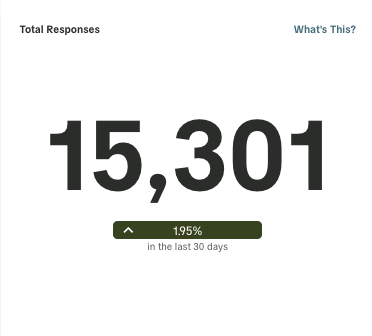 Total Responses
What's This?
15,301
1.95%
in the last 30 days